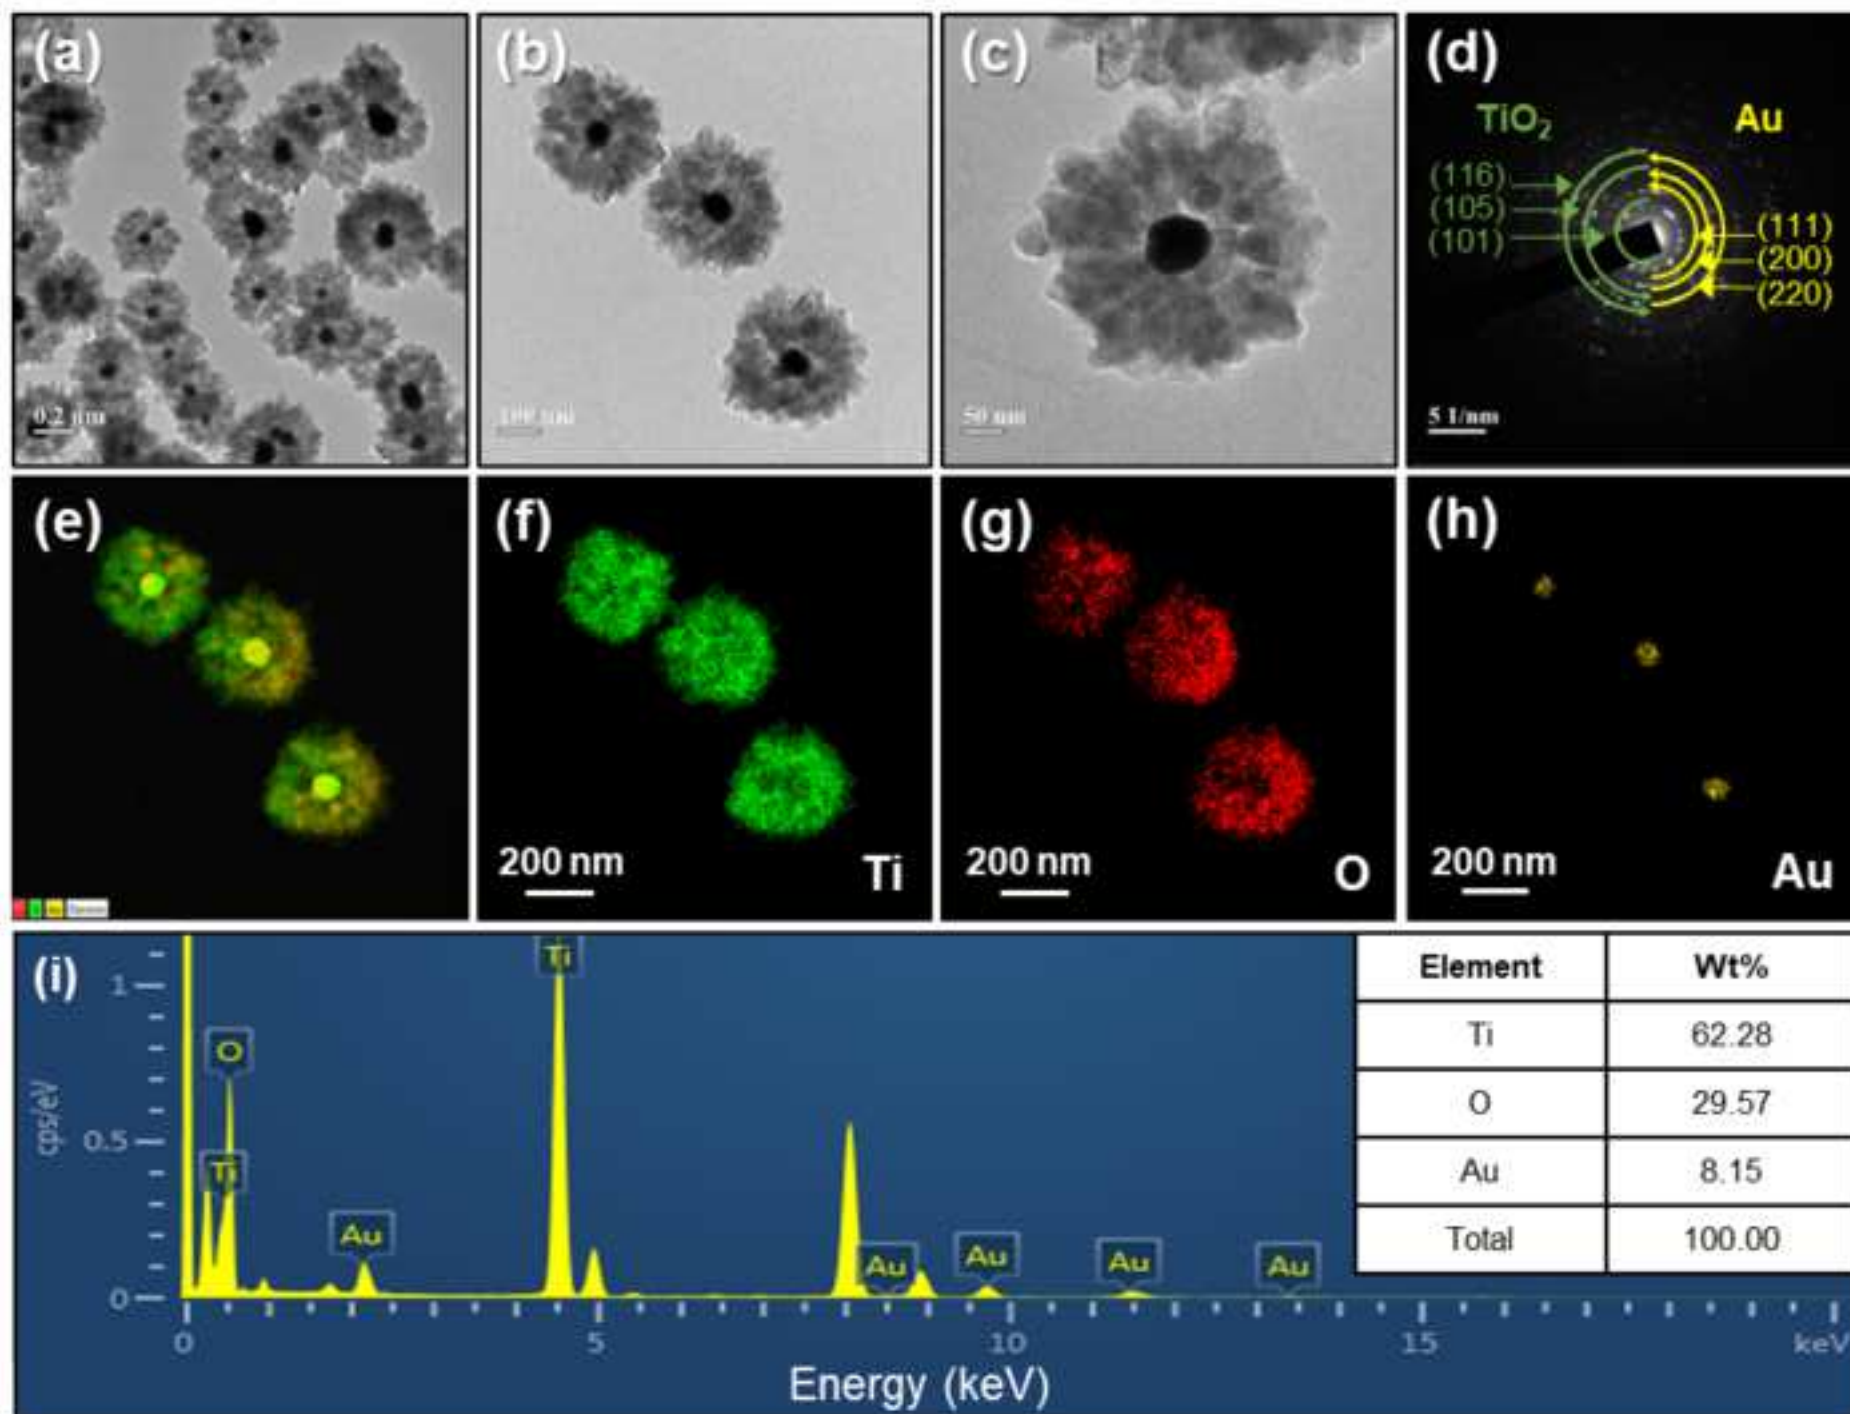 (a)
0.2 μm
(b)
100 nm
(c)
50 nm
(d)
TiO2
Au
(116)
(105)
(101)
(111)
(200)
(220)
5 1/nm
(e)
(f)
200 nm
Ti
(g)
200 nm
O
(h)
200 nm
Au
(i)
cps/eV
1
0.5
0
O
Ti
Au
Ti
Au
Au
Au
Au
0
5
10
15
keV
Energy (keV)
Element Wt%
Ti 62.28
O 29.57
Au 8.15
Total 100.00